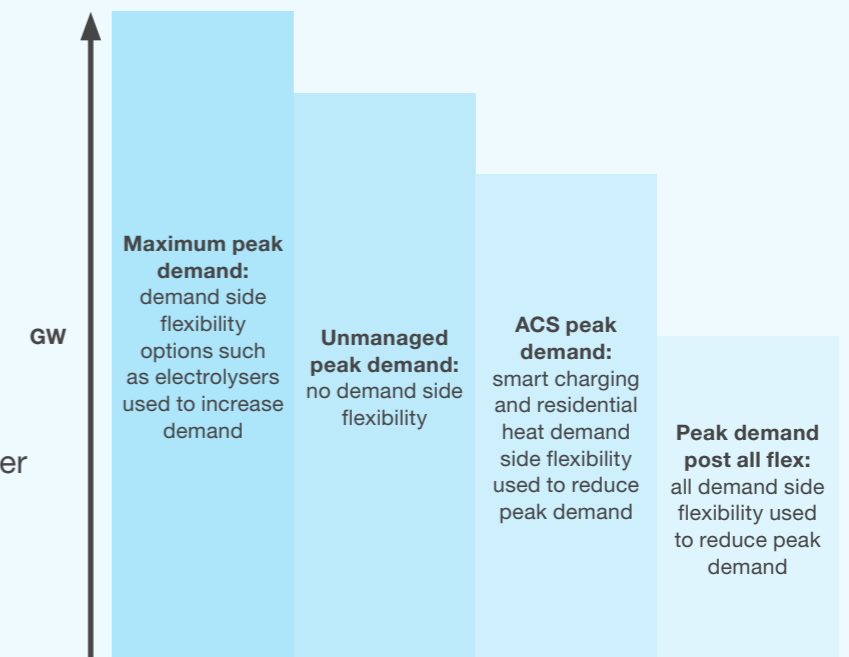 GW
er
Maximum peak
demand:
demand side
flexibility
options such
as electrolysers
used to increase
demand
Unmanaged
peak demand:
no demand side
flexibility
ACS peak
demand:
smart charging
and residential
heat demand
side flexibility
used to reduce
peak demand
Peak demand
post all flex:
all demand side
flexibility used
to reduce peak
demand